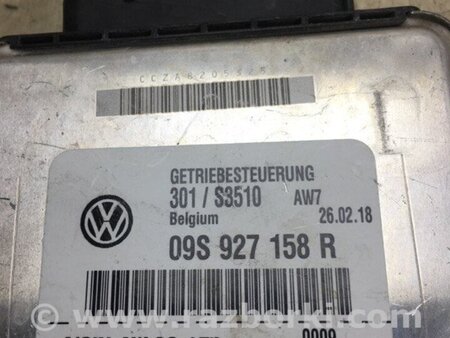 GETRIEBESTEUERUNG
301 / S3510 AW7
Belgium 26.02.18
09S 927 158 R
www.razborki.com